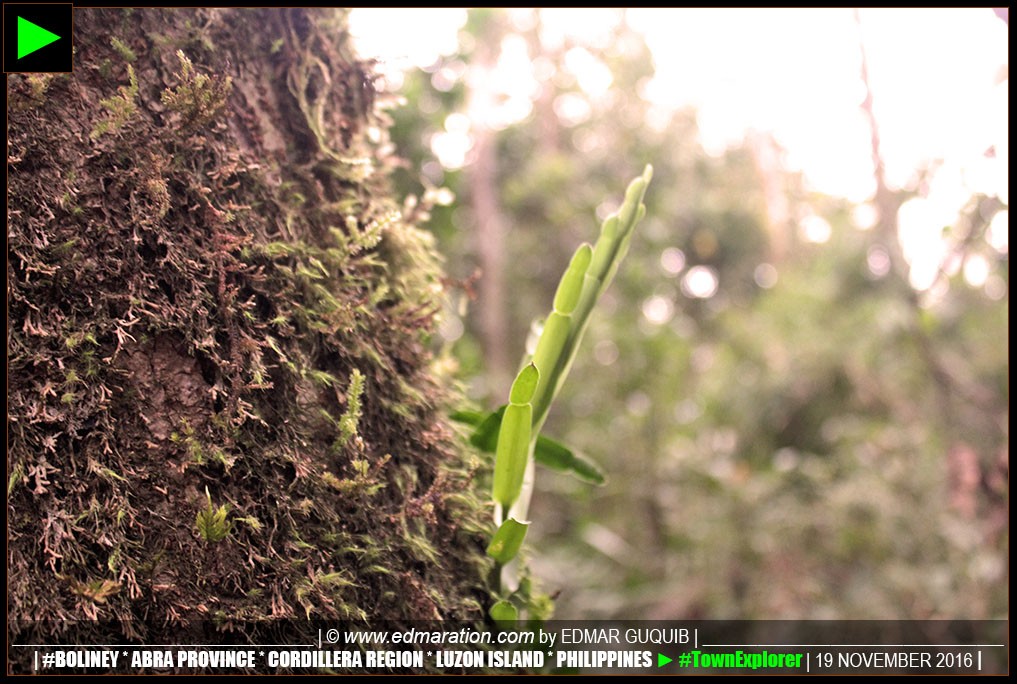 | © www.edmaration.com by EDMAR GUQUIB |
| #BOLINEY * ABRA PROVINCE * CORDILLERA REGION * LUZON ISLAND * PHILIPPINES ► #TownExplorer | 19 NOVEMBER 2016 |